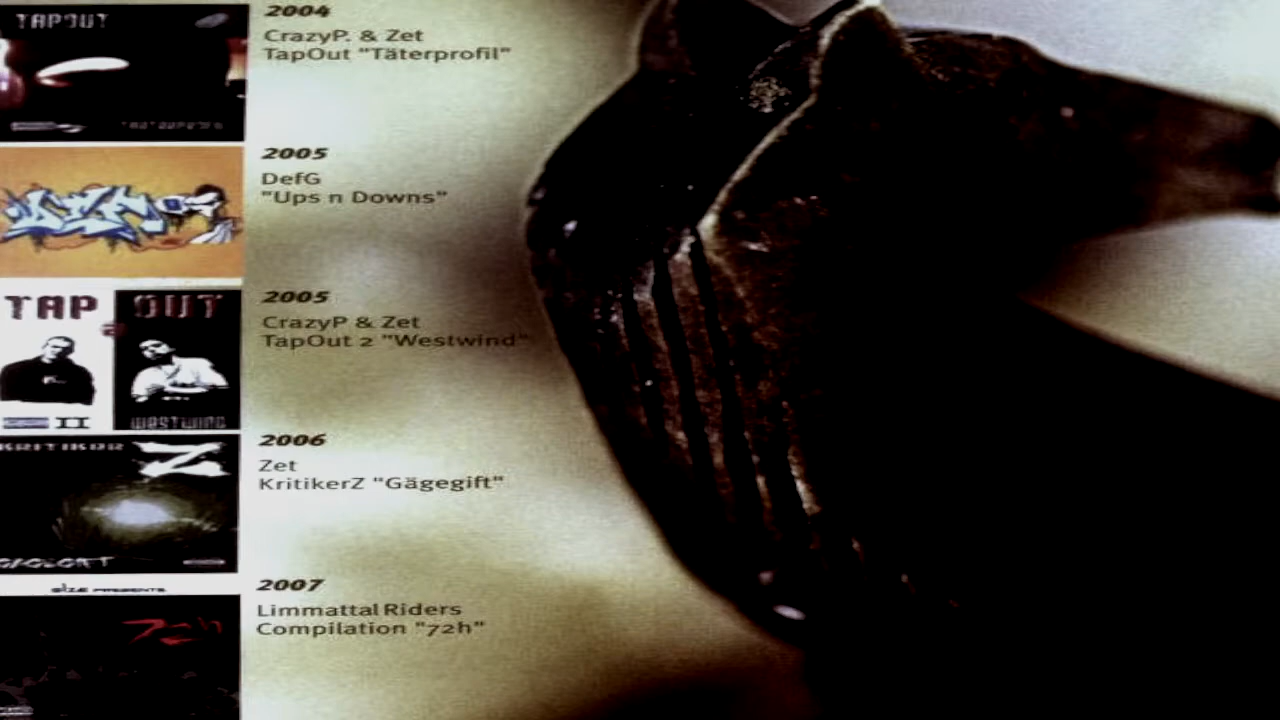 TAPOUT
2004
CrazyP. & Zet
TapOut "Täterprofil"
2005
DefG
"Ups n Downs"
TAP OUT
II
WESTWIND
2005
CrazyP & Zet
TapOut 2 "Westwind"
2006
Zet
KritikerZ "Gägegift"
Z
2007
Limmattal Riders
Compilation "72h"
PRESENTS
72h